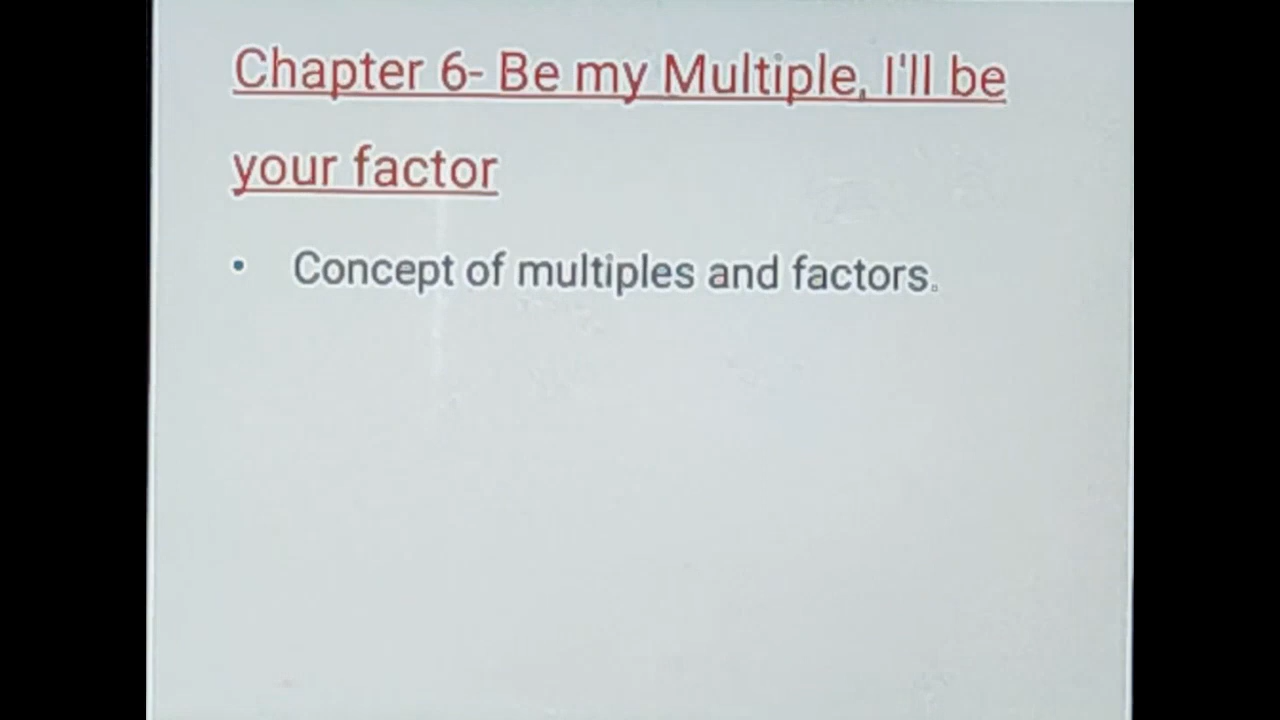 Chapter 6- Be my Multiple, I'll be
your factor
• Concept of multiples and factors.